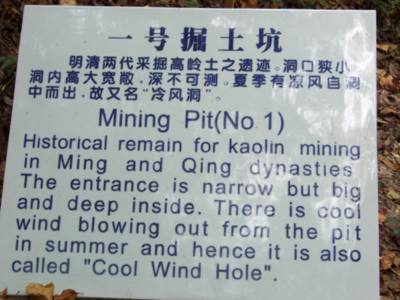 一号掘土坑
明清两代采掘高岭土之遗迹。洞口狭小
洞内高大宽敞，深不可测。夏季有凉风自洞
中而出，故又名“冷风洞”。
Mining Pit(No 1)
Historical remain for kaolin mining
in Ming and Qing dynasties
The entrance is narrow but big
and deep inside. There is cool
wind blowing out from the pit
in summer and hence it is also
called "Cool Wind Hole".